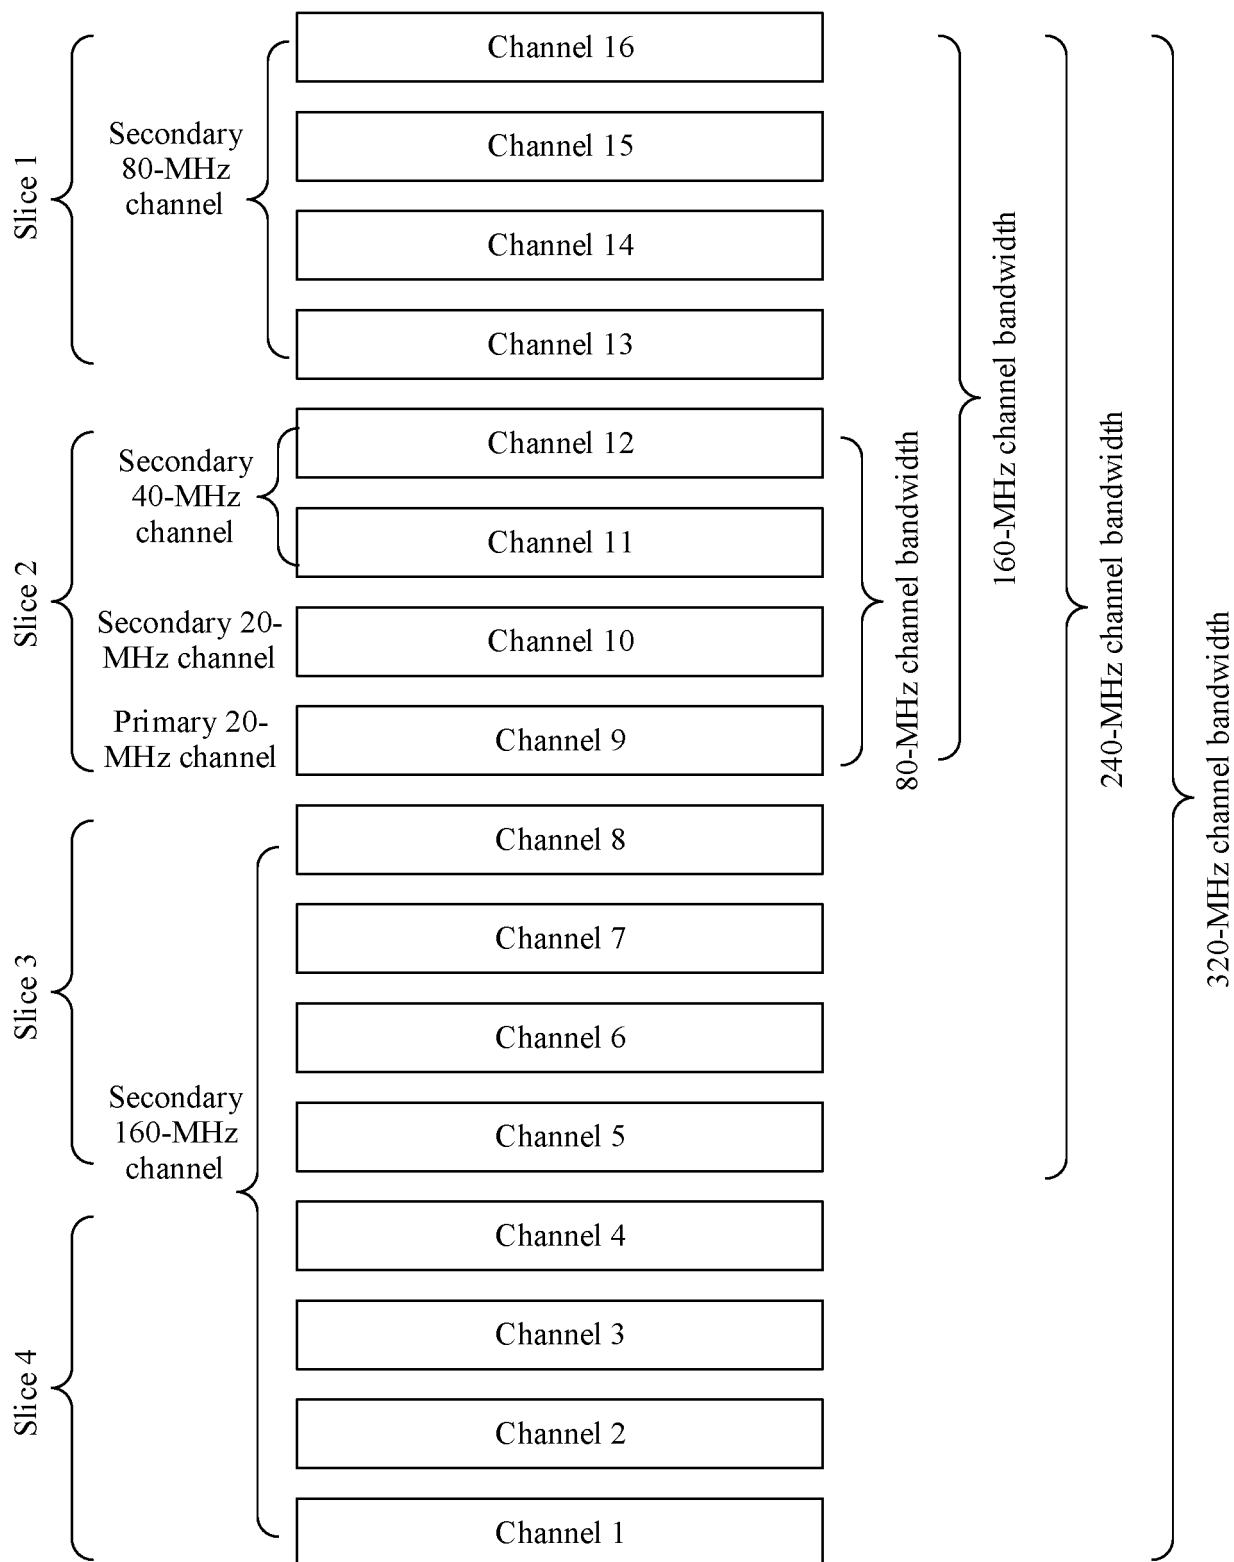 Channel 16
Slice 1
Secondary
80-MHz
channel
Channel 15
Channel 14
Channel 13
Slice 2
Secondary
40-MHz
channel
Channel 12
Channel 11
Secondary 20-
MHz channel
Channel 10
Primary 20-
MHz channel
Channel 9
80-MHz channel bandwidth
160-MHz channel bandwidth
240-MHz channel bandwidth
320-MHz channel bandwidth
Slice 3
Channel 8
Channel 7
Channel 6
Secondary
160-MHz
channel
Channel 5
Slice 4
Channel 4
Channel 3
Channel 2
Channel 1